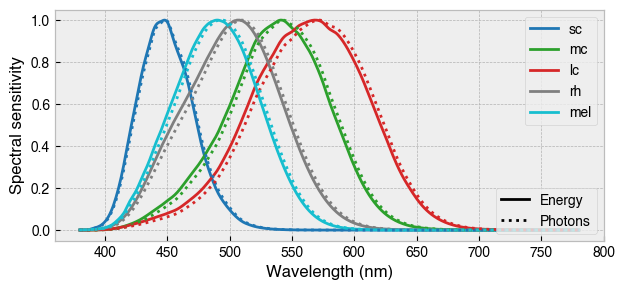 1.0
0.8
0.6
0.4
0.2
0.0
Spectral sensitivity
sc
mc
lc
rh
mel
Energy
Photons
400 450 500 550 600 650 700 750 800
Wavelength (nm)